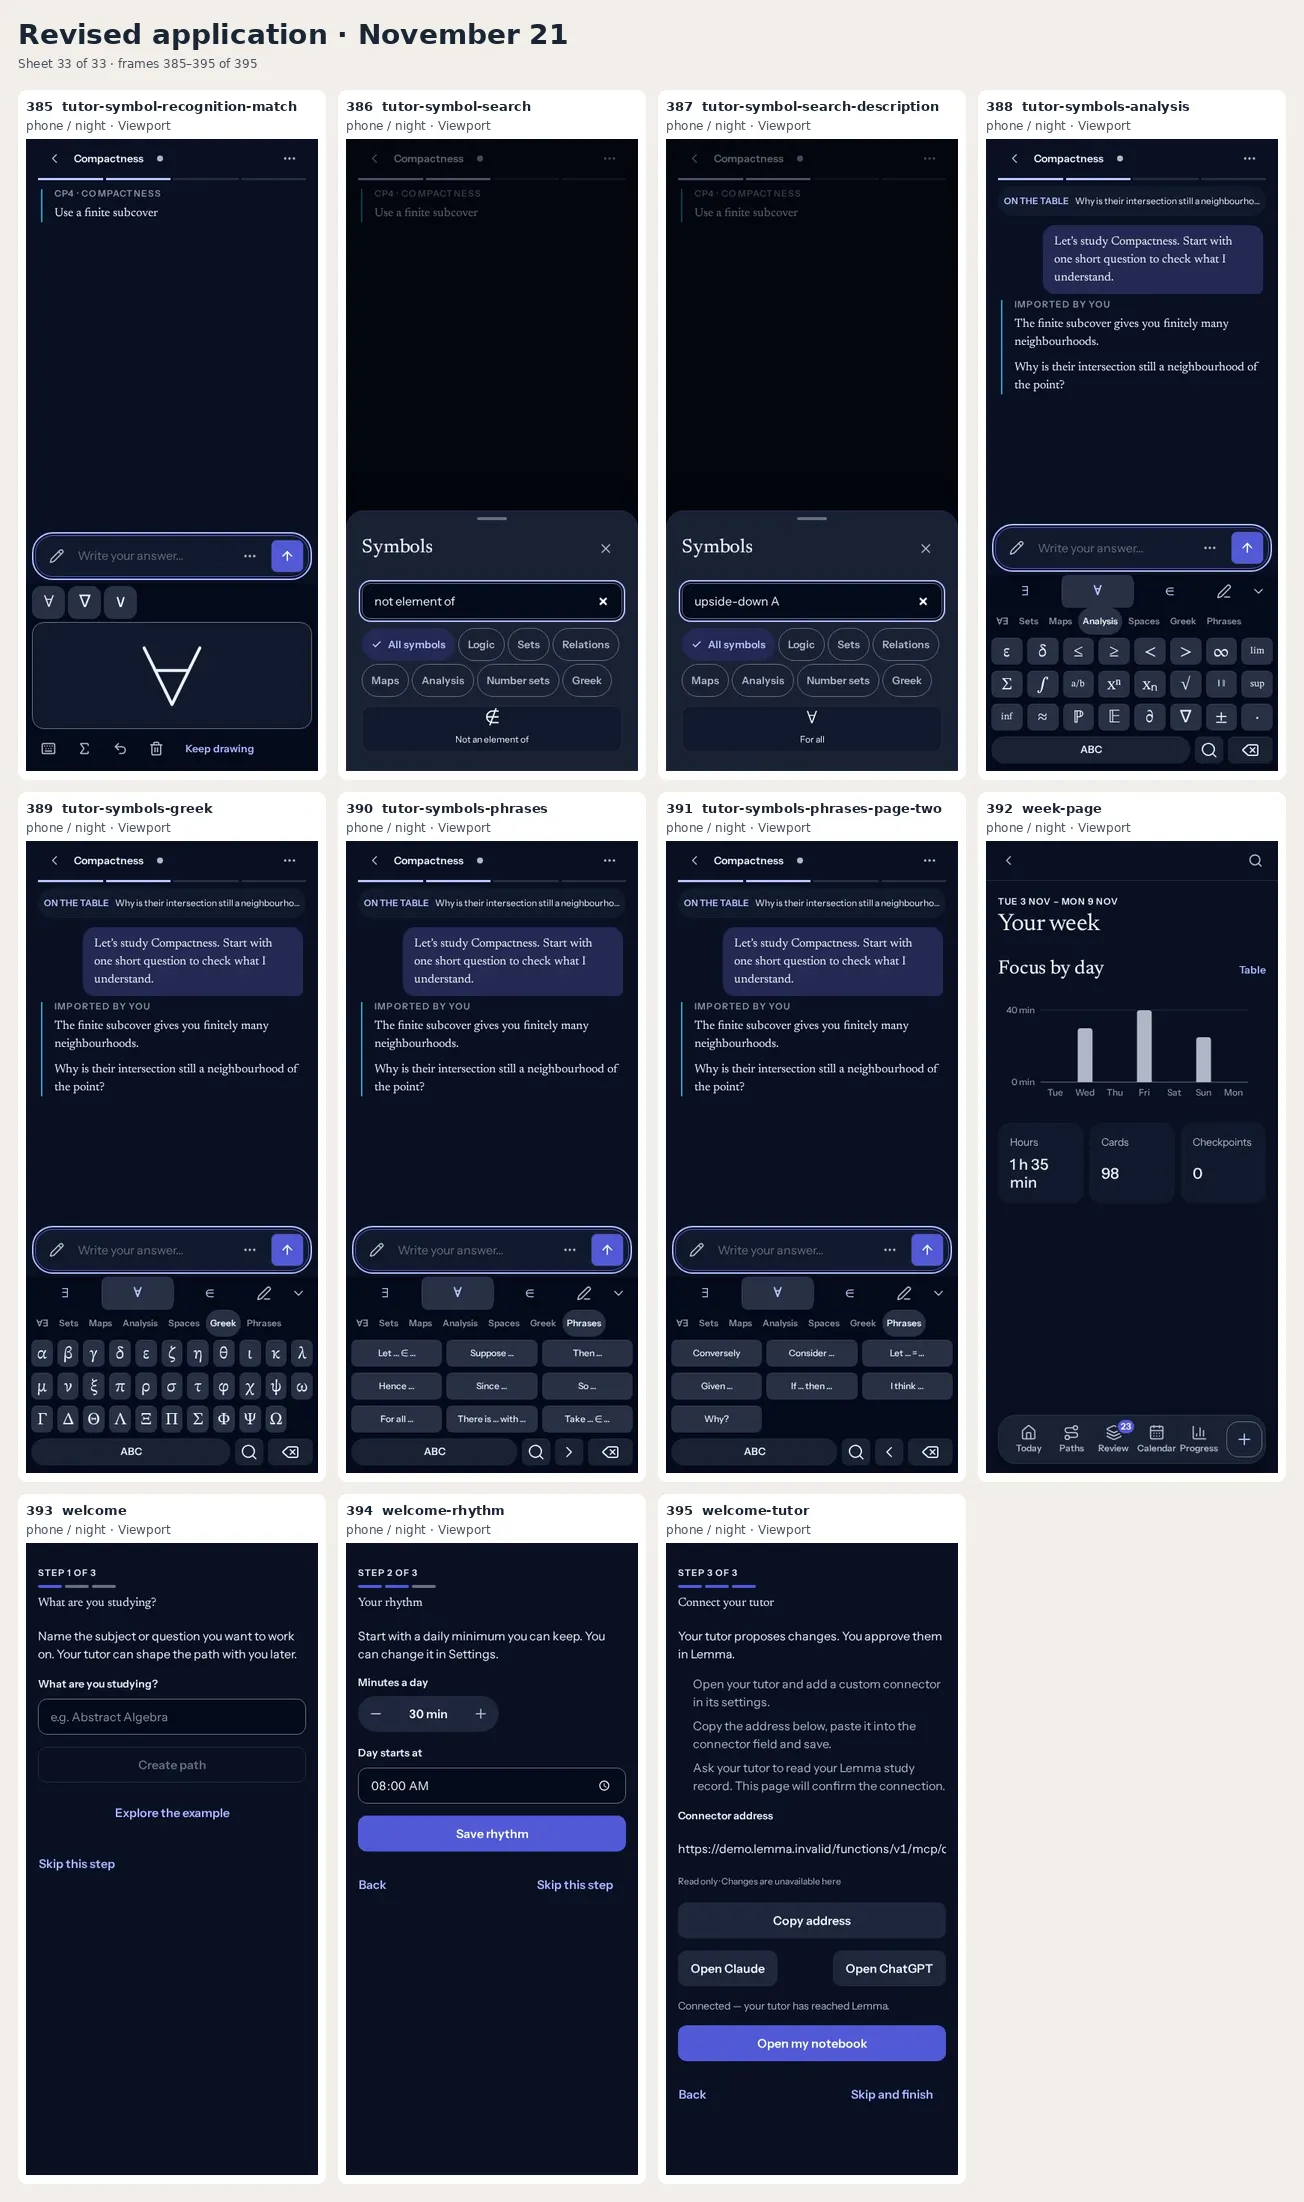 Revised application · November 21
Sheet 33 of 33 · frames 385–395 of 395
385 tutor-symbol-recognition-match
phone / night · Viewport
Compactness
CP4 · COMPACTNESS
Use a finite subcover
Write your answer...
∀ ∇ ∨
∀
Σ
Keep drawing
386 tutor-symbol-search
phone / night · Viewport
Compactness
CP4 · COMPACTNESS
Use a finite subcover
Symbols
not element of
All symbols Logic Sets Relations
Maps Analysis Number sets Greek
∉
Not an element of
387 tutor-symbol-search-description
phone / night · Viewport
Compactness
CP4 · COMPACTNESS
Use a finite subcover
Symbols
upside-down A
All symbols Logic Sets Relations
Maps Analysis Number sets Greek
∀
For all
388 tutor-symbols-analysis
phone / night · Viewport
Compactness
ON THE TABLE Why is their intersection still a neighbourho...
Let's study Compactness. Start with
one short question to check what I
understand.
IMPORTED BY YOU
The finite subcover gives you finitely many
neighbourhoods.
Why is their intersection still a neighbourhood of
the point?
Write your answer...
∃ ∀ ∈
∀∃ Sets Maps Analysis Spaces Greek Phrases
ε δ ≤ ≥ < > ∞ lim
Σ ∫ a/b xⁿ xₙ √ | | sup
inf ≈ ℙ 𝔼 ∂ ∇ ± ·
ABC
389 tutor-symbols-greek
phone / night · Viewport
Compactness
ON THE TABLE Why is their intersection still a neighbourho...
Let's study Compactness. Start with
one short question to check what I
understand.
IMPORTED BY YOU
The finite subcover gives you finitely many
neighbourhoods.
Why is their intersection still a neighbourhood of
the point?
Write your answer...
∃ ∀ ∈
∀∃ Sets Maps Analysis Spaces Greek Phrases
α β γ δ ε ζ η θ ι κ λ
μ ν ξ π ρ σ τ φ χ ψ ω
Γ Δ Θ Λ Ξ Π Σ Φ Ψ Ω
ABC
390 tutor-symbols-phrases
phone / night · Viewport
Compactness
ON THE TABLE Why is their intersection still a neighbourho...
Let's study Compactness. Start with
one short question to check what I
understand.
IMPORTED BY YOU
The finite subcover gives you finitely many
neighbourhoods.
Why is their intersection still a neighbourhood of
the point?
Write your answer...
∃ ∀ ∈
∀∃ Sets Maps Analysis Spaces Greek Phrases
Let ... ∈ ... Suppose ... Then ...
Hence ... Since ... So ...
For all ... There is ... with ... Take ... ∈ ...
ABC
391 tutor-symbols-phrases-page-two
phone / night · Viewport
Compactness
ON THE TABLE Why is their intersection still a neighbourho...
Let's study Compactness. Start with
one short question to check what I
understand.
IMPORTED BY YOU
The finite subcover gives you finitely many
neighbourhoods.
Why is their intersection still a neighbourhood of
the point?
Write your answer...
∃ ∀ ∈
∀∃ Sets Maps Analysis Spaces Greek Phrases
Conversely Consider ... Let ... = ...
Given ... If ... then ... I think ...
Why?
ABC
392 week-page
phone / night · Viewport
TUE 3 NOV – MON 9 NOV
Your week
Focus by day Table
40 min
0 min
Tue Wed Thu Fri Sat Sun Mon
Hours Cards Checkpoints
1 h 35
min
98
0
23
Today Paths Review Calendar Progress
393 welcome
phone / night · Viewport
STEP 1 OF 3
What are you studying?
Name the subject or question you want to work
on. Your tutor can shape the path with you later.
What are you studying?
e.g. Abstract Algebra
Create path
Explore the example
Skip this step
394 welcome-rhythm
phone / night · Viewport
STEP 2 OF 3
Your rhythm
Start with a daily minimum you can keep. You
can change it in Settings.
Minutes a day
− 30 min +
Day starts at
08:00 AM
Save rhythm
Back Skip this step
395 welcome-tutor
phone / night · Viewport
STEP 3 OF 3
Connect your tutor
Your tutor proposes changes. You approve them
in Lemma.
Open your tutor and add a custom connector
in its settings.
Copy the address below, paste it into the
connector field and save.
Ask your tutor to read your Lemma study
record. This page will confirm the connection.
Connector address
https://demo.lemma.invalid/functions/v1/mcp/c
Read only · Changes are unavailable here
Copy address
Open Claude Open ChatGPT
Connected — your tutor has reached Lemma.
Open my notebook
Back Skip and finish